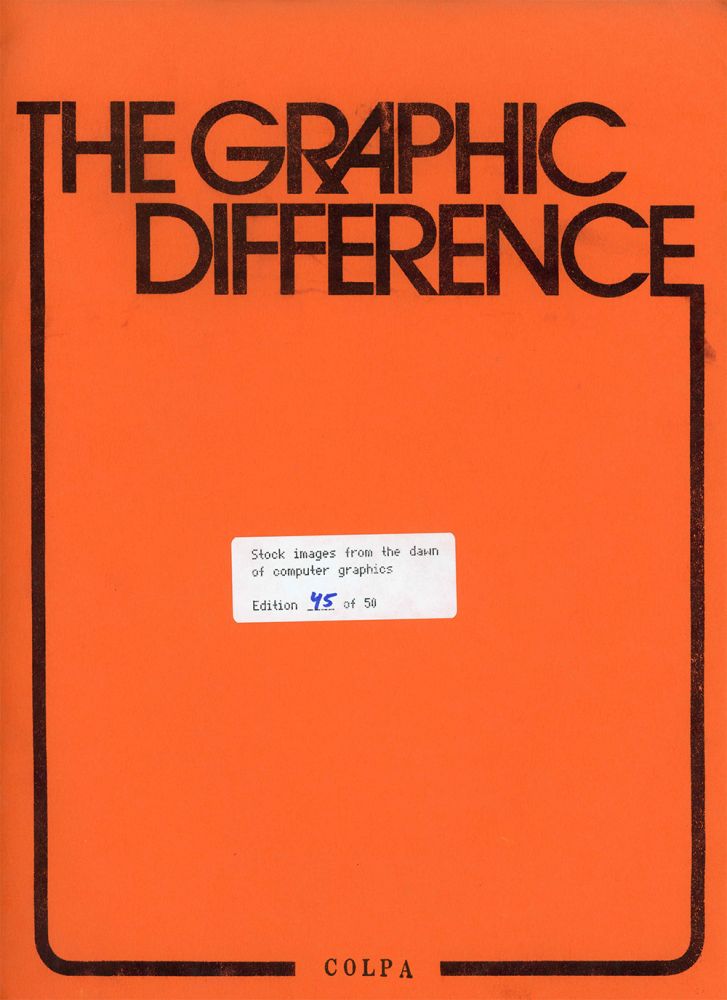 THE GRAPHIC
DIFFERENCE
Stock images from the dawn
of computer graphics
Edition 45 of 50
COLPA